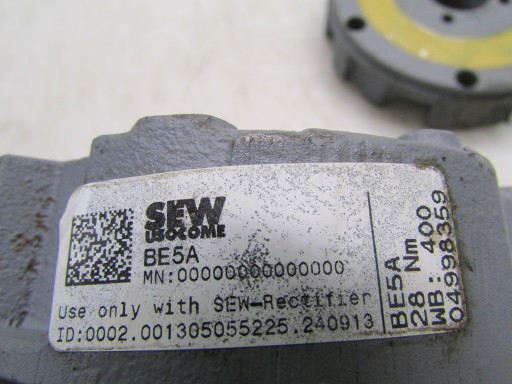 SEW
USOCOME
BE5A
MN:00000000000000
Use only with SEW-Rectifier
ID:0002.001305055225.240913
BE5A
28 Nm
WB: 400
04998359